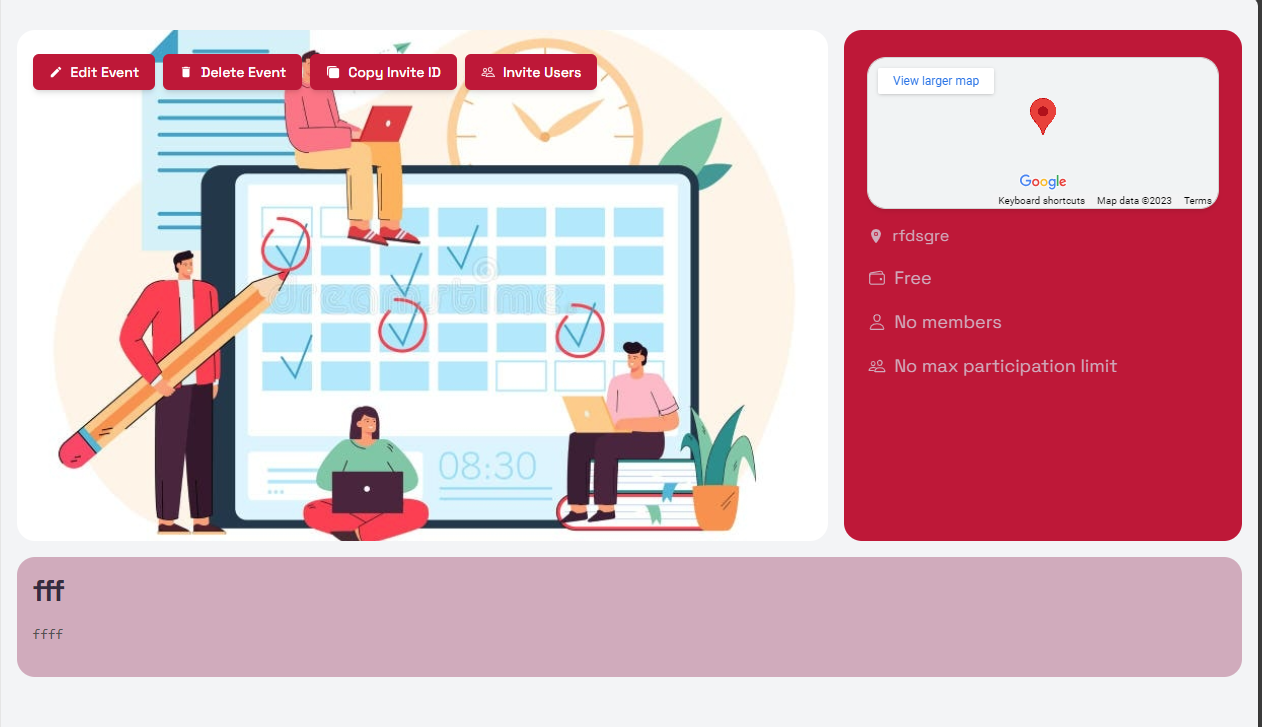 Edit Event
Delete Event
Copy Invite ID
Invite Users
dreamstime
08:30
View larger map
Google
Keyboard shortcuts Map data ©2023 Terms
rfdsgre
Free
No members
No max participation limit
fff
ffff